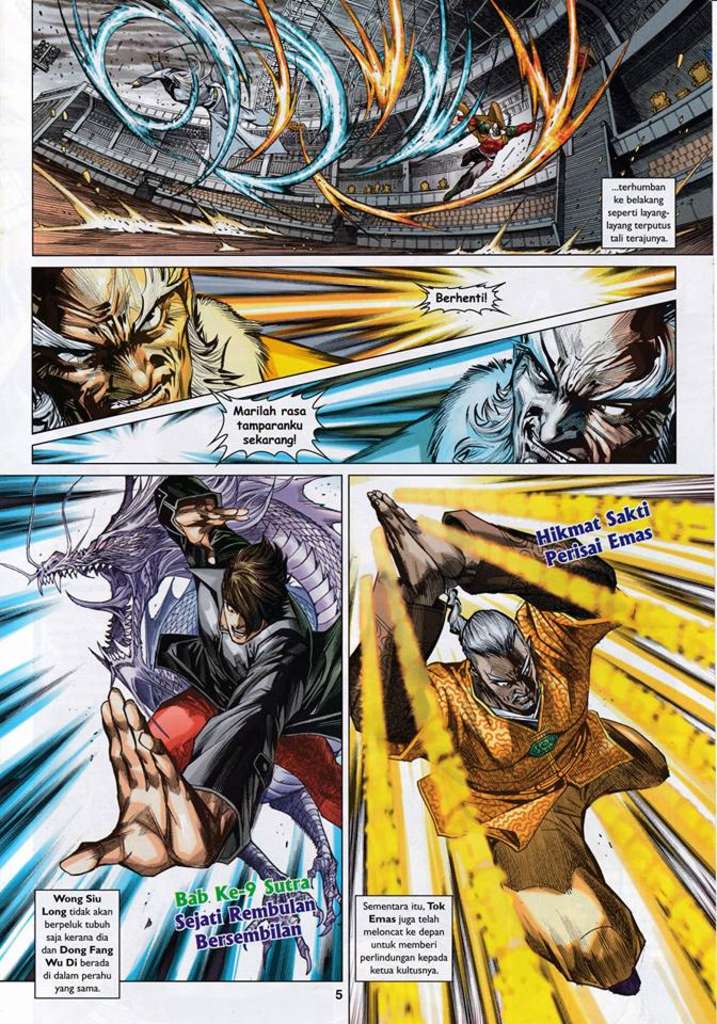 ...terhumban
ke belakang
seperti layang-
layang terputus
tali terajunya.
Berhenti!
Marilah rasa
tamparanku
sekarang!
Hikmat Sakti
Perisai Emas
Bab Ke-9 Sutra
Sejati Rembulan
Bersembilan
Wong Siu
Long tidak akan
berpeluk tubuh
saja kerana dia
dan Dong Fang
Wu Di berada
di dalam perahu
yang sama.
Sementara itu, Tok
Emas juga telah
meloncat ke depan
untuk memberi
perlindungan kepada
ketua kultusnya.
5